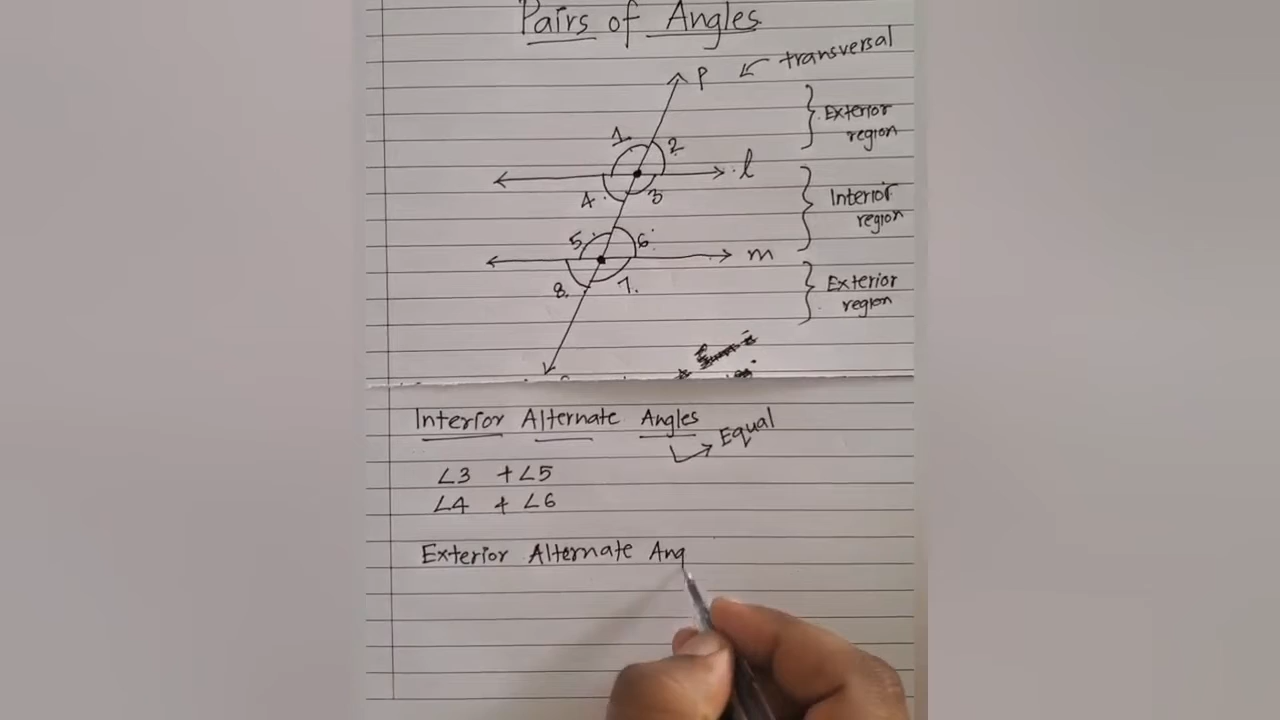 Pairs of Angles
transversal
P
Exterior
region
1
2
l
4
3
Interior
region
5
6
m
8
7
Exterior
region
Interior Alternate Angles
Equal
∠3 + ∠5
∠4 + ∠6
Exterior Alternate Ang